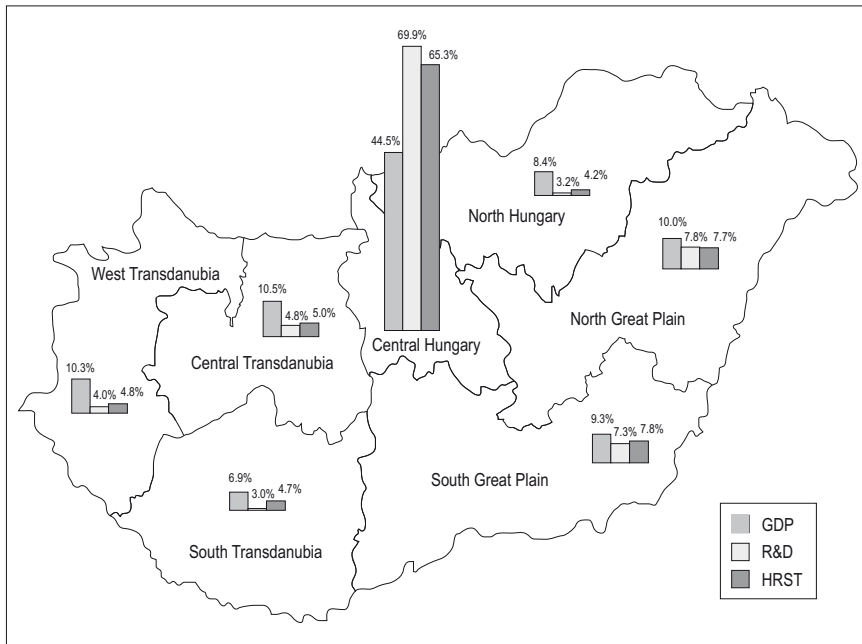 69.9%
65.3%
44.5%
Central Hungary
8.4%
3.2%
4.2%
North Hungary
10.0%
7.8%
7.7%
North Great Plain
West Transdanubia
10.3%
4.0%
4.8%
10.5%
4.8%
5.0%
Central Transdanubia
9.3%
7.3%
7.8%
South Great Plain
6.9%
3.0%
4.7%
South Transdanubia
GDP
R&D
HRST